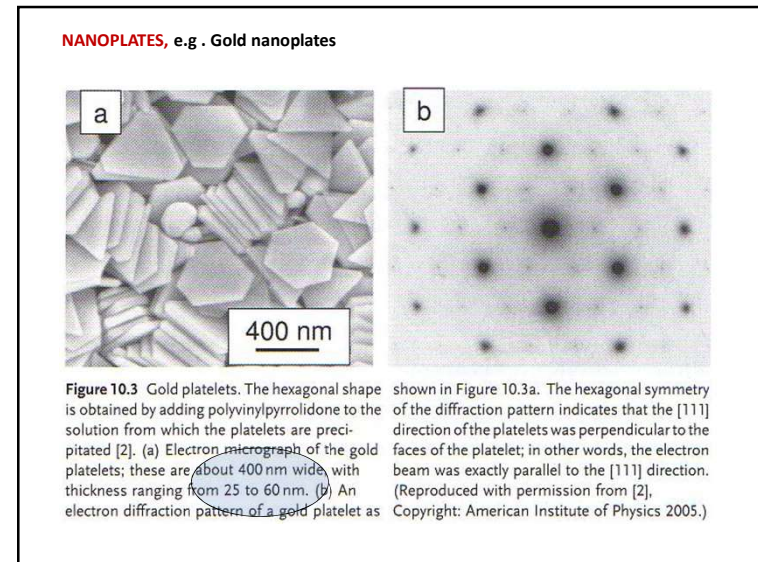 NANOPLATES, e.g . Gold nanoplates
a
b
400 nm
Figure 10.3 Gold platelets. The hexagonal shape
is obtained by adding polyvinylpyrrolidone to the
solution from which the platelets are preci-
pitated [2]. (a) Electron micrograph of the gold
platelets; these are about 400 nm wide, with
thickness ranging from 25 to 60 nm. (b) An
electron diffraction pattern of a gold platelet as
shown in Figure 10.3a. The hexagonal symmetry
of the diffraction pattern indicates that the [111]
direction of the platelets was perpendicular to the
faces of the platelet; in other words, the electron
beam was exactly parallel to the [111] direction.
(Reproduced with permission from [2],
Copyright: American Institute of Physics 2005.)